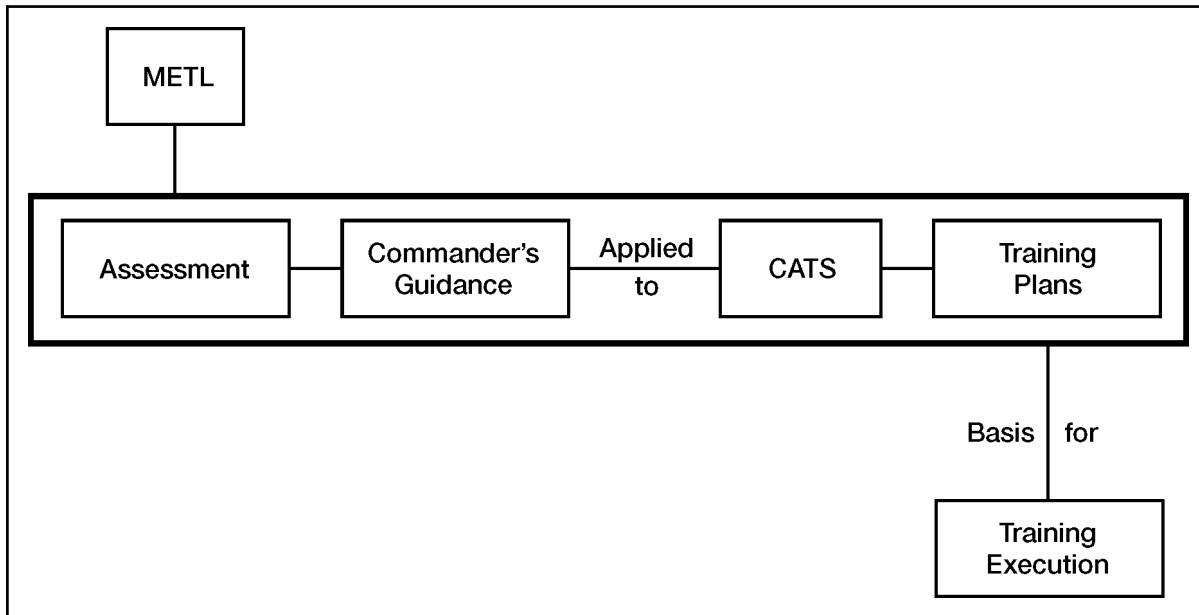 METL
Assessment
Commander's
Guidance
Applied
to
CATS
Training
Plans
Basis for
Training
Execution